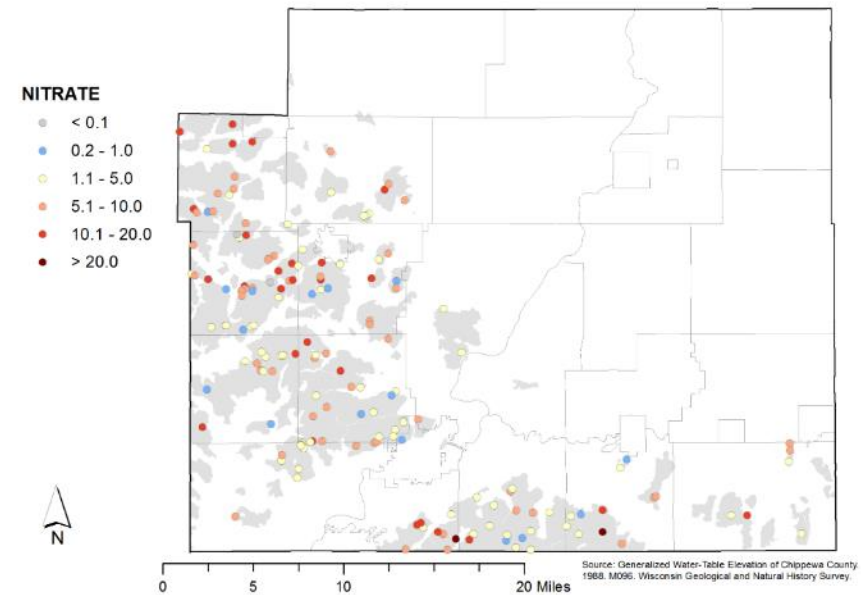 NITRATE
< 0.1
0.2 - 1.0
1.1 - 5.0
5.1 - 10.0
10.1 - 20.0
> 20.0
N
0 5 10 20 Miles
Source: Generalized Water-Table Elevation of Chippewa County.
1988. M096. Wisconsin Geological and Natural History Survey.